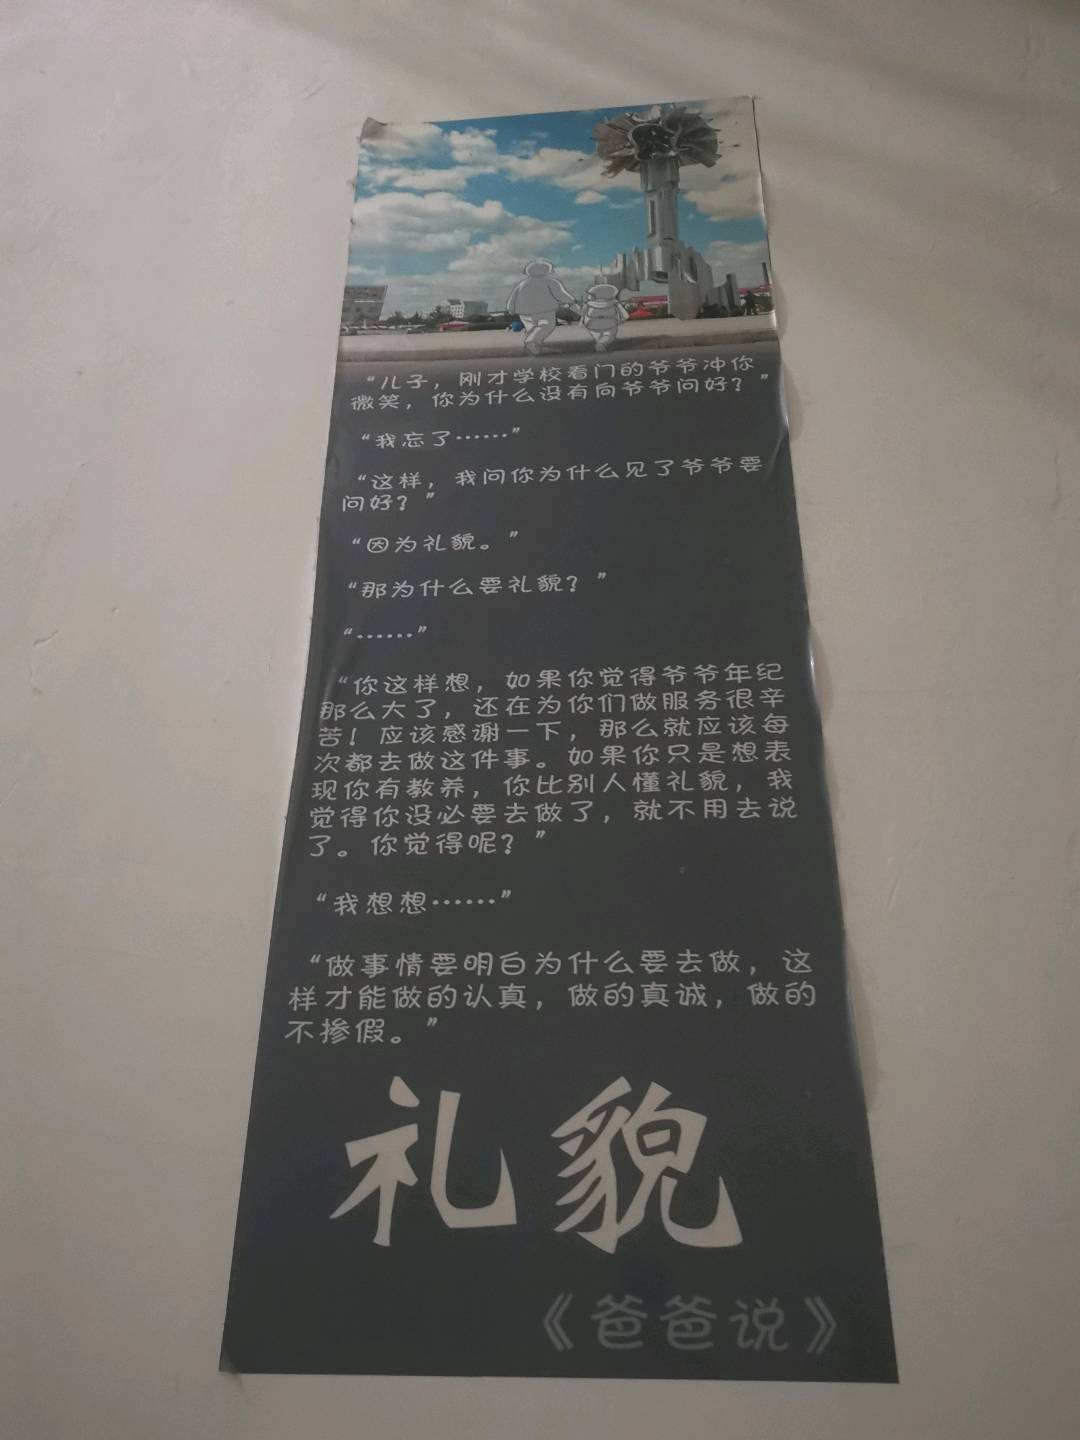 “儿子，刚才学校看门的爷爷冲你
微笑，你为什么没有向爷爷问好？”
“我忘了……”
“这样，我问你为什么见了爷爷要
问好？”
“因为礼貌。”
“那为什么要礼貌？”
“……”
“你这样想，如果你觉得爷爷年纪
那么大了，还在为你们做服务很辛
苦！应该感谢一下，那么就应该每
次都去做这件事。如果你只是想表
现你有教养，你比别人懂礼貌，我
觉得你没必要去做了，就不用去说
了。你觉得呢？”
“我想想……”
“做事情要明白为什么要去做，这
样才能做的认真，做的真诚，做的
不掺假。”
礼貌
《爸爸说》